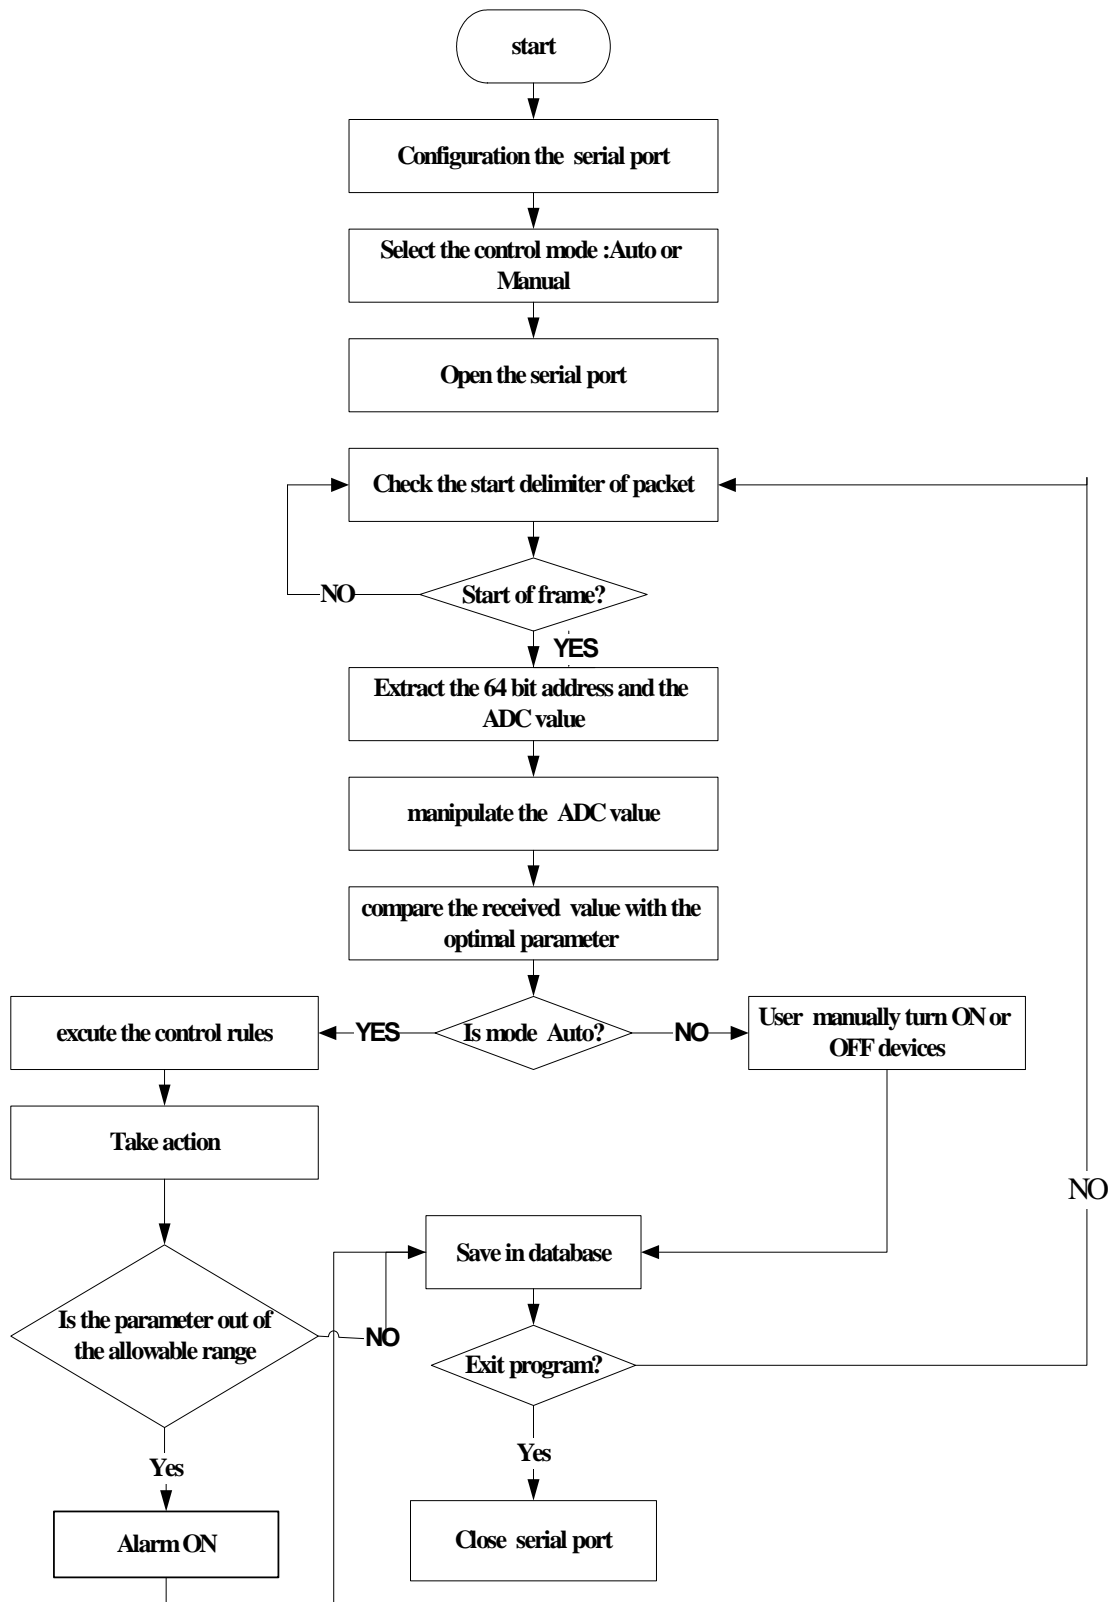 start
Configuration the serial port
Select the control mode :Auto or
Manual
Open the serial port
Check the start delimiter of packet
Start of frame?
NO
YES
Extract the 64 bit address and the
ADC value
manipulate the ADC value
compare the received value with the
optimal parameter
excute the control rules
YES
Is mode Auto?
NO
User manually turn ON or
OFF devices
Take action
NO
Save in database
Is the parameter out of
the allowable range
NO
Exit program?
Yes
Yes
Alarm ON
Close serial port